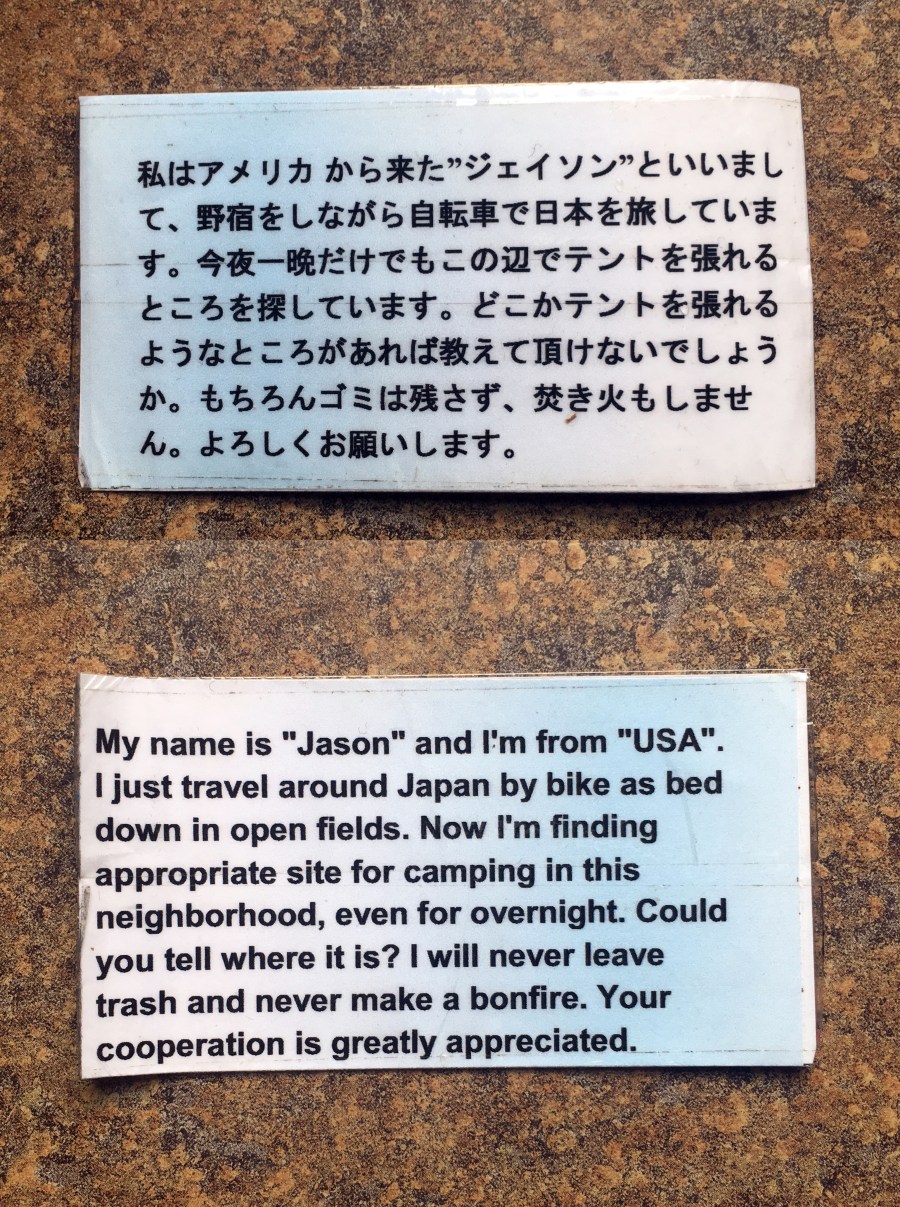 私はアメリカ から来た”ジェイソン”といいまし
て、野宿をしながら自転車で日本を旅していま
す。今夜一晩だけでもこの辺でテントを張れる
ところを探しています。どこかテントを張れる
ようなところがあれば教えて頂けないでしょう
か。もちろんゴミは残さず、焚き火もしませ
ん。よろしくお願いします。
My name is "Jason" and I'm from "USA".
I just travel around Japan by bike as bed
down in open fields. Now I'm finding
appropriate site for camping in this
neighborhood, even for overnight. Could
you tell where it is? I will never leave
trash and never make a bonfire. Your
cooperation is greatly appreciated.